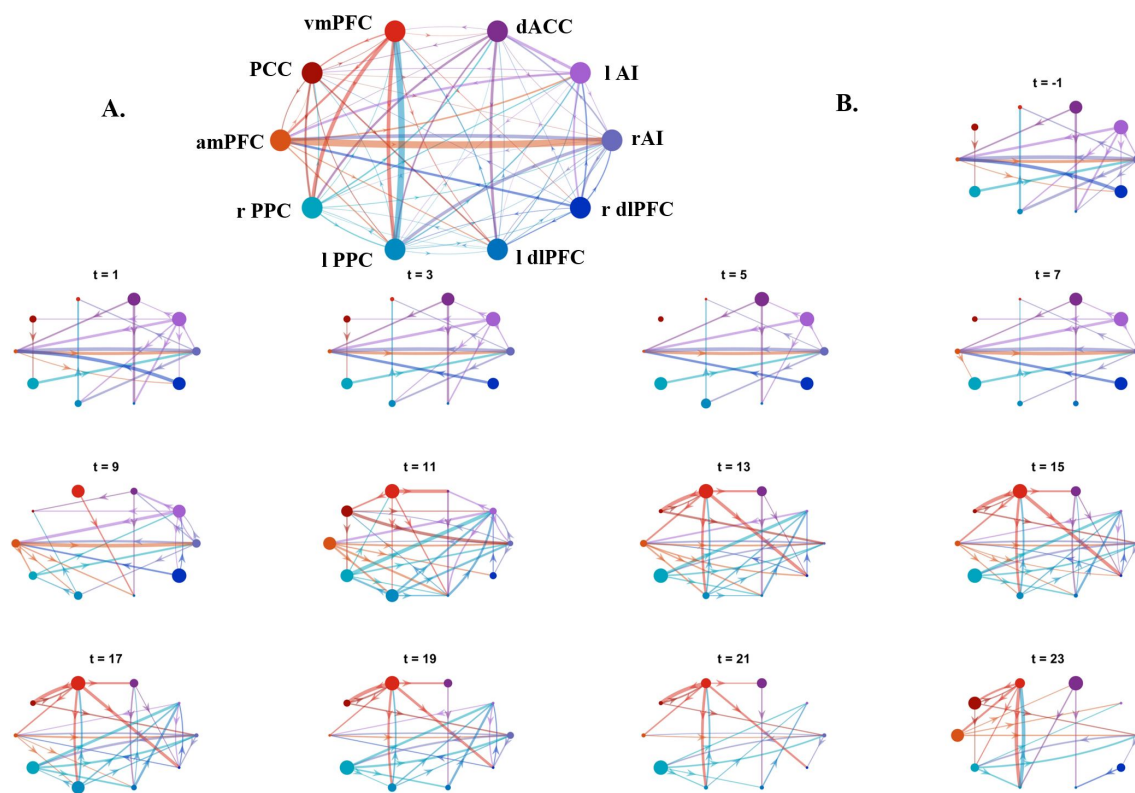 vmPFC
dACC
PCC
l AI
A.
B.
t = -1
amPFC
rAI
r PPC
r dlPFC
l PPC
l dlPFC
t = 1
t = 3
t = 5
t = 7
t = 9
t = 11
t = 13
t = 15
t = 17
t = 19
t = 21
t = 23